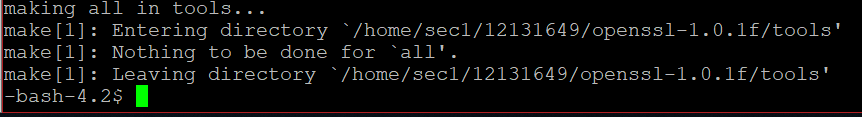 making all in tools...
make[1]: Entering directory `/home/sec1/12131649/openssl-1.0.1f/tools'
make[1]: Nothing to be done for `all'.
make[1]: Leaving directory `/home/sec1/12131649/openssl-1.0.1f/tools'
-bash-4.2$